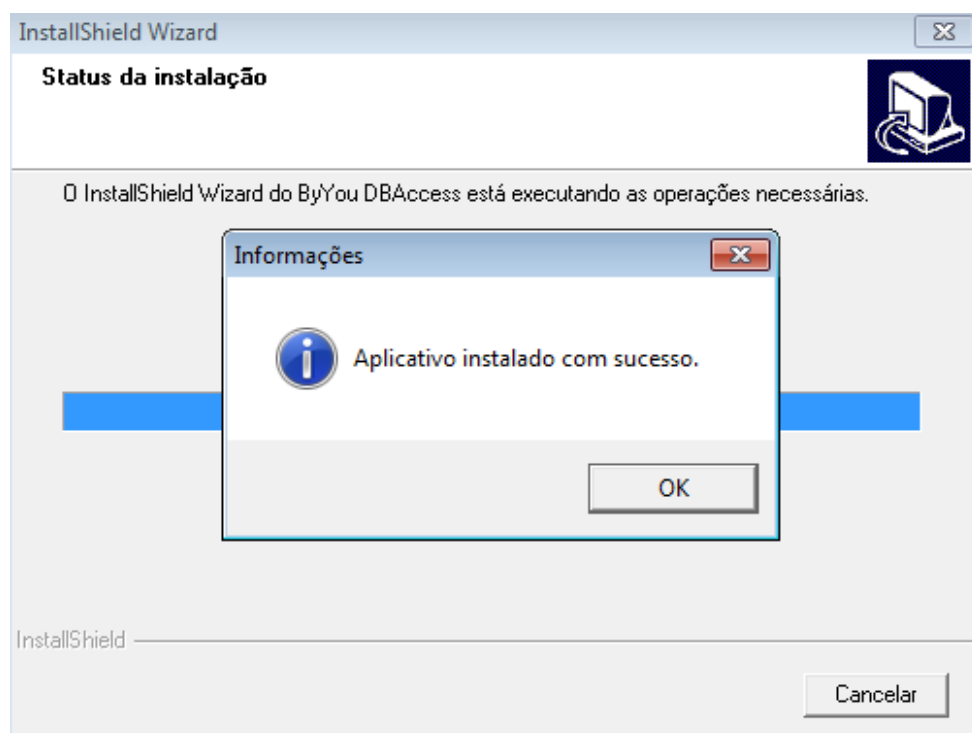 InstallShield Wizard
Status da instalação
O InstallShield Wizard do ByYou DBAccess está executando as operações necessárias.
Informações
Aplicativo instalado com sucesso.
OK
InstallShield
Cancelar